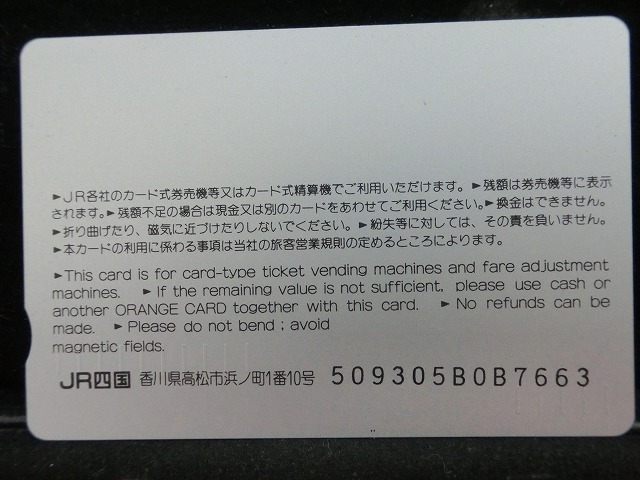 ►JR各社のカード式券売機等又はカード式精算機でご利用いただけます。►残額は券売機等に表示
されます。►残額不足の場合は現金又は別のカードをあわせてご利用ください。►換金はできません。
►折り曲げたり、磁気に近づけたりしないでください。►紛失等に対しては、その責を負いません。
►本カードの利用に係わる事項は当社の旅客営業規則の定めるところによります。
►This card is for card-type ticket vending machines and fare adjustment
machines. ►If the remaining value is not sufficient, please use cash or
another ORANGE CARD together with this card. ►No refunds can be
made. ►Please do not bend ; avoid
magnetic fields.
JR四国 香川県高松市浜ノ町1番10号 509305B0B7663